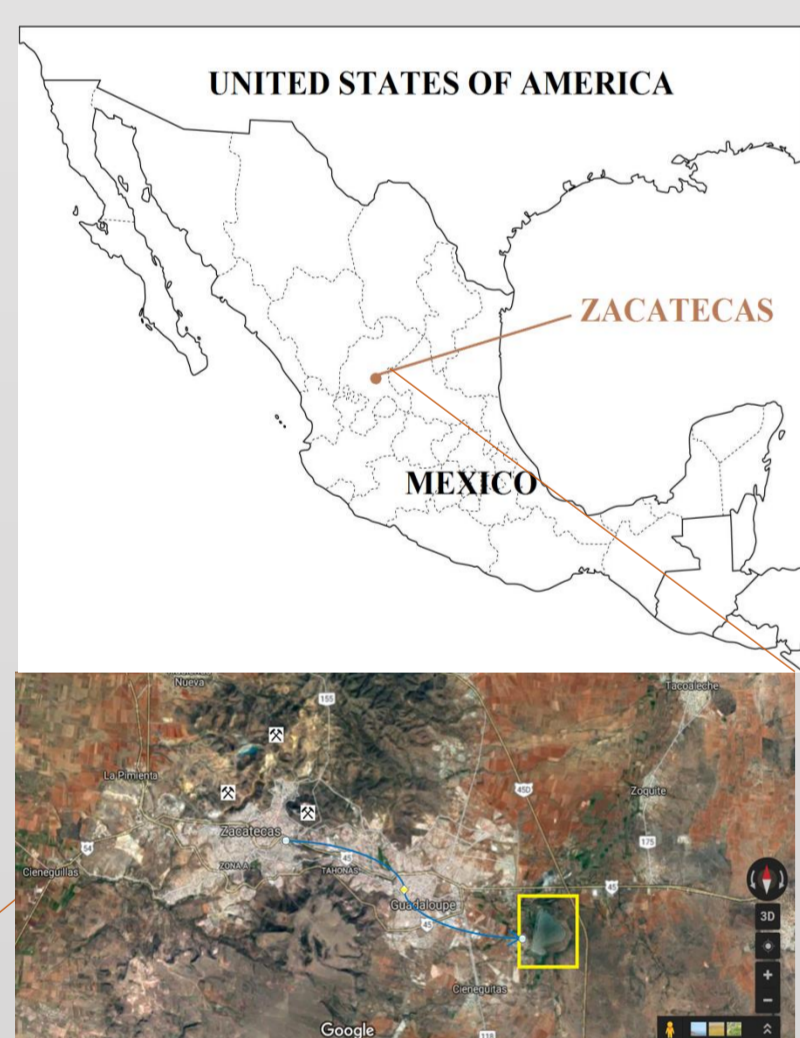 UNITED STATES OF AMERICA
ZACATECAS
MEXICO
Nueva
155
Tacoaleche
La Pimienta
45D
Zoquite
Zacatecas
54
45
175
Cieneguillas
ZONA A
TAHONAS
45
Guadaloupe
3D
45
Cieneguitas
+
−
Google